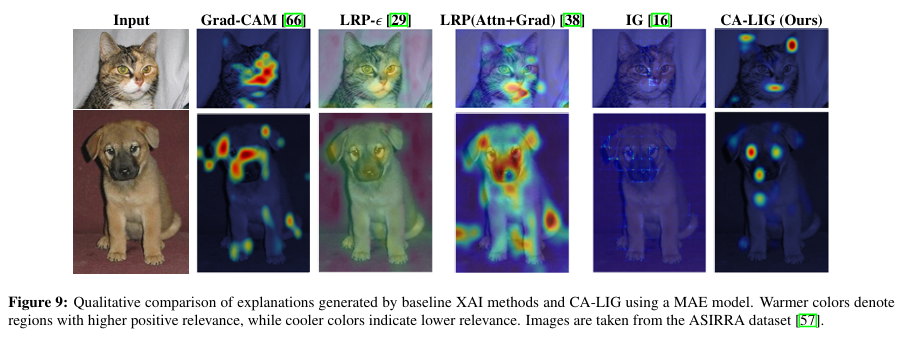 Input Grad-CAM [66] LRP-ϵ [29] LRP(Attn+Grad) [38] IG [16] CA-LIG (Ours)
Figure 9: Qualitative comparison of explanations generated by baseline XAI methods and CA-LIG using a MAE model. Warmer colors denote
regions with higher positive relevance, while cooler colors indicate lower relevance. Images are taken from the ASIRRA dataset [57].